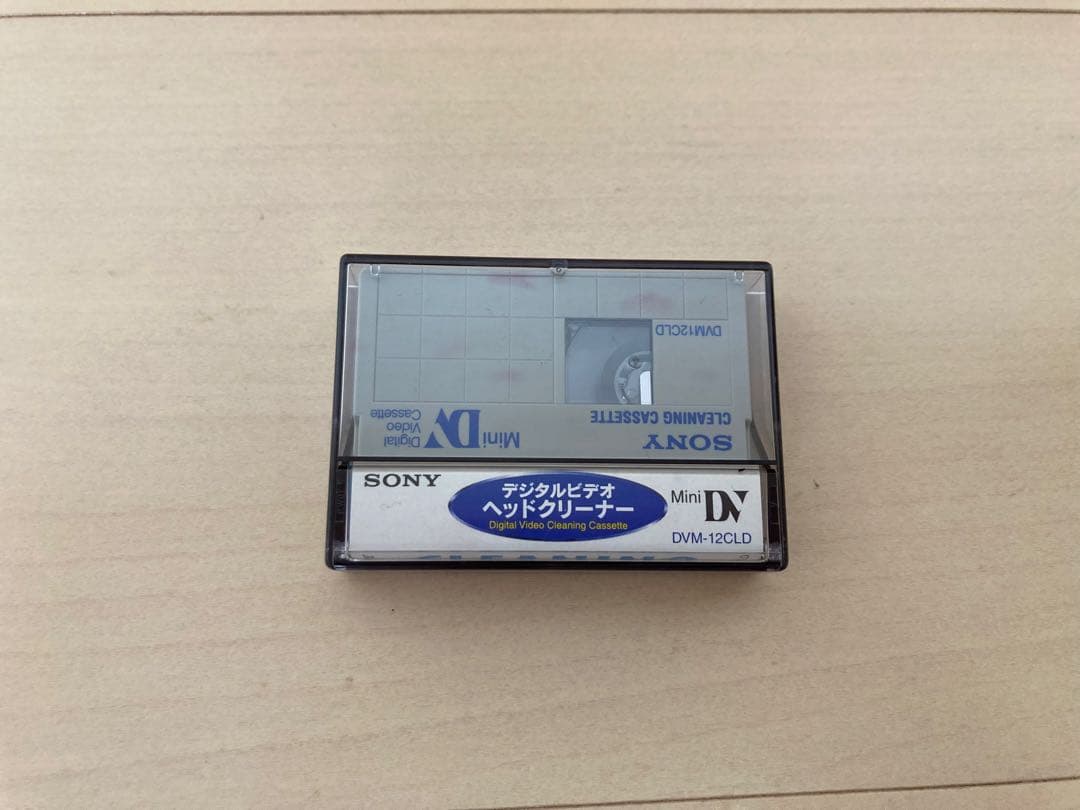 DVM12CLD
SONY
CLEANING CASSETTE
Mini DV
Digital
Video
Cassette
SONY
デジタルビデオ
ヘッドクリーナー
Digital Video Cleaning Cassette
Mini DV
DVM-12CLD
CLEANING